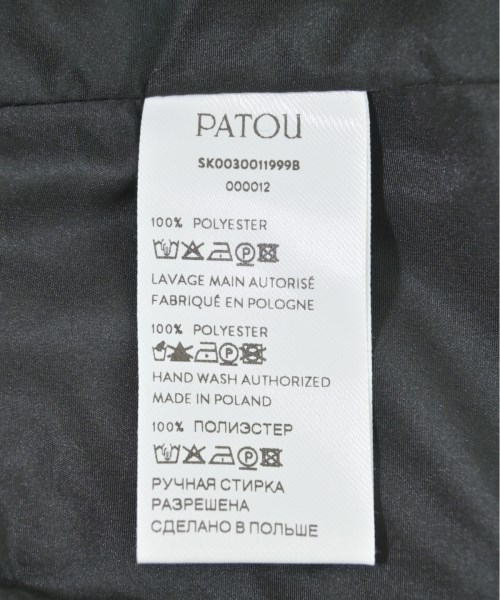 PATOU
SK0030011999B
000012
100% POLYESTER
LAVAGE MAIN AUTORISÉ
FABRIQUÉ EN POLOGNE
100% POLYESTER
HAND WASH AUTHORIZED
MADE IN POLAND
100% ПОЛИЭСТЕР
РУЧНАЯ СТИРКА
РАЗРЕШЕНА
СДЕЛАНО В ПОЛЬШЕ